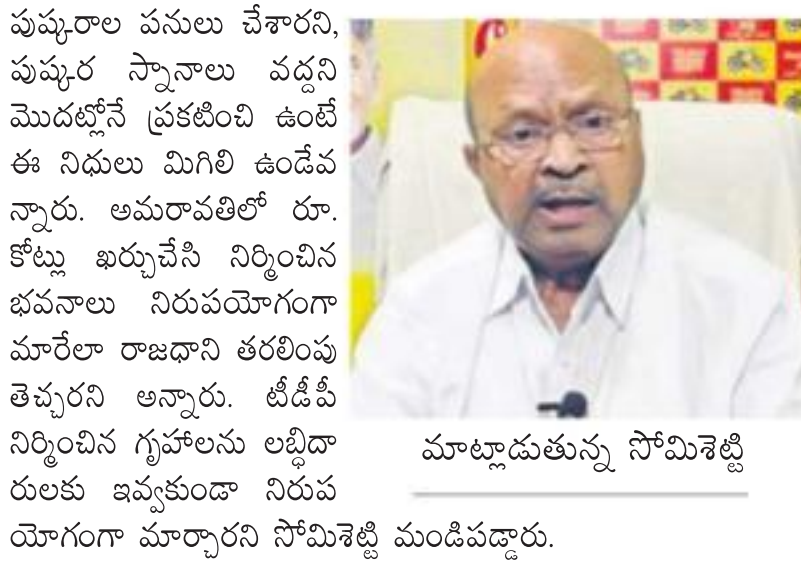 పుష్కరాల పనులు చేశారని,
పుష్కర స్నానాలు వద్దని
మొదట్లోనే ప్రకటించి ఉంటే
ఈ నిధులు మిగిలి ఉండేవ
న్నారు. అమరావతిలో రూ.
కోట్లు ఖర్చుచేసి నిర్మించిన
భవనాలు నిరుపయోగంగా
మారేలా రాజధాని తరలింపు
తెచ్చరని అన్నారు. టీడీపీ
నిర్మించిన గృహాలను లబ్ధిదా
రులకు ఇవ్వకుండా నిరుప
యోగంగా మార్చారని సోమిశెట్టి మండిపడ్డారు.
మాట్లాడుతున్న సోమిశెట్టి